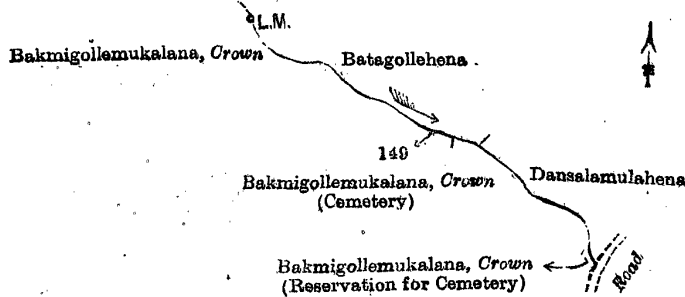 L.M.
Bakmigollemukalana, Crown
Batagollehena
149
Bakmigollemukalana, Crown
(Cemetery)
Dansalamulahena
Bakmigollemukalana, Crown
(Reservation for Cemetery)
Road